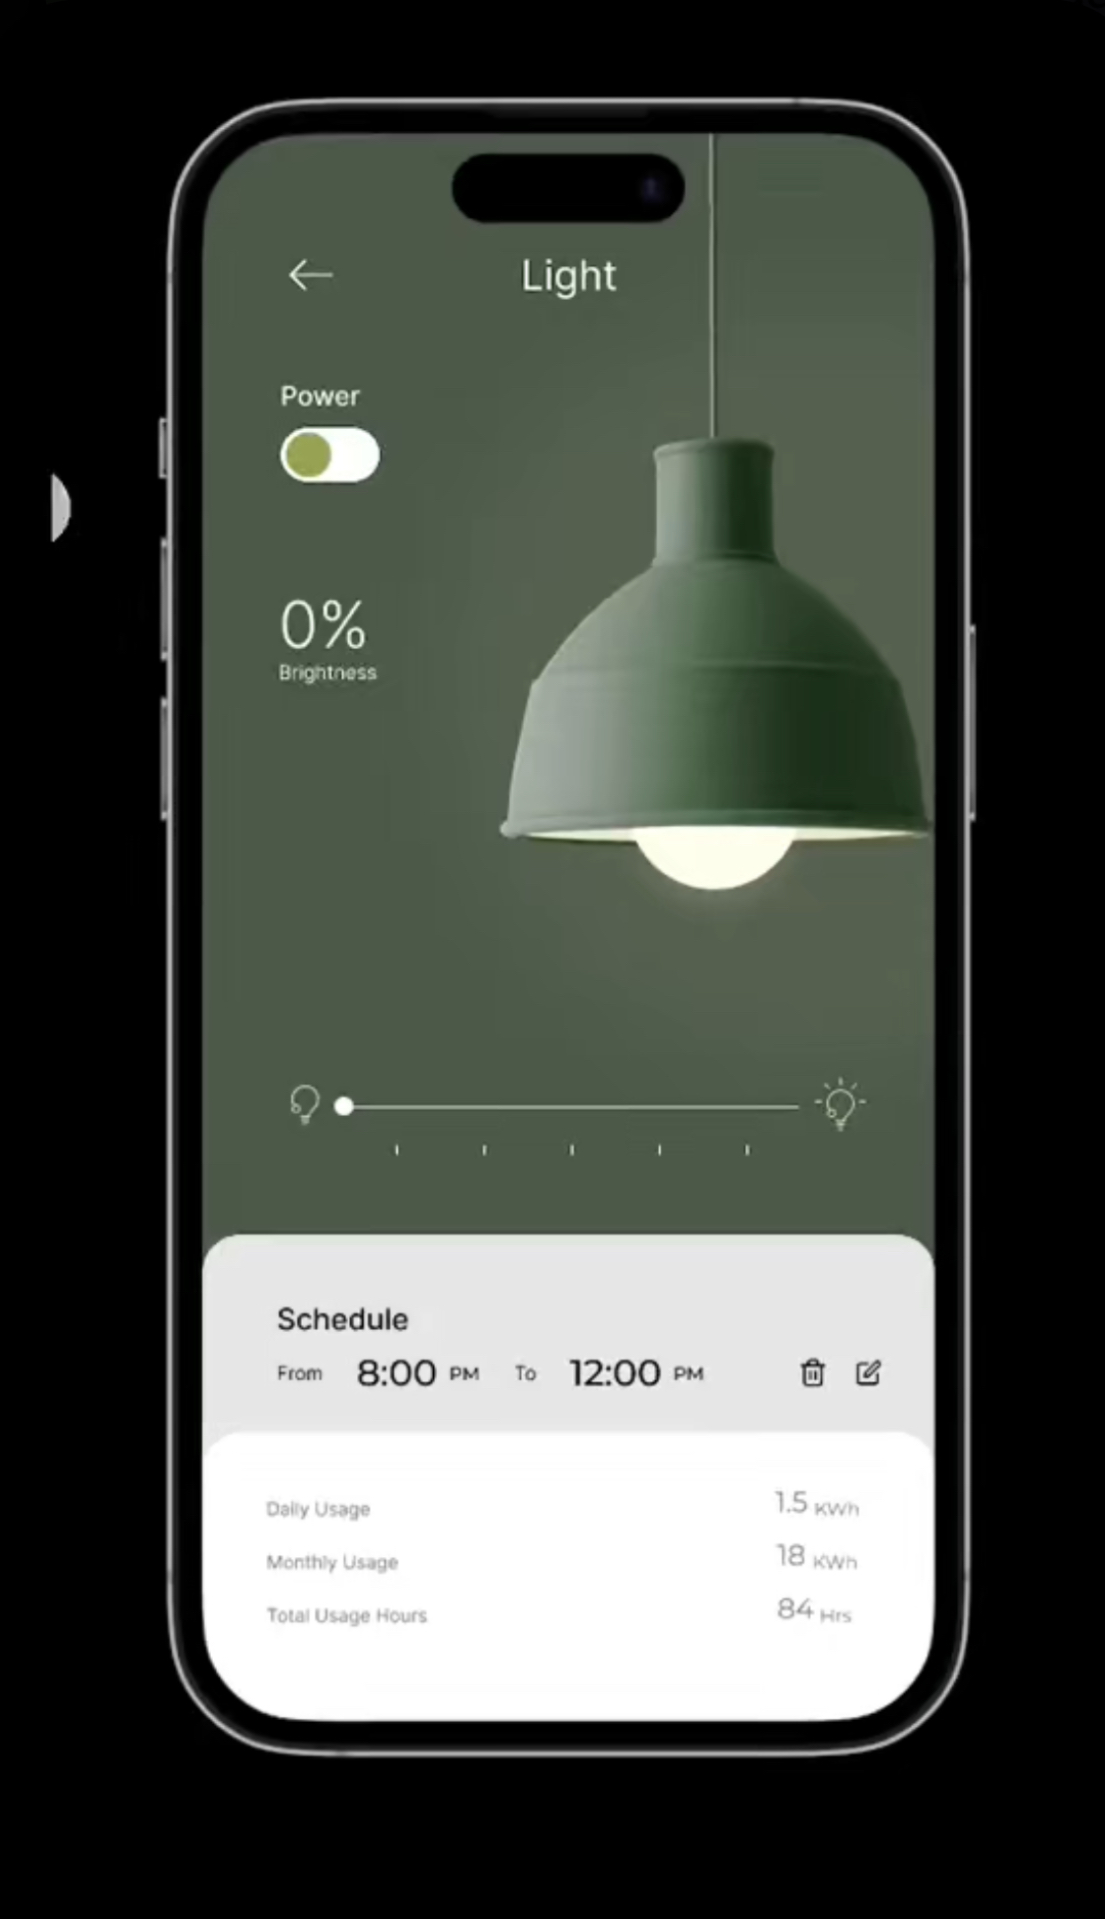 Light
Power
0%
Brightness
Schedule
From 8:00 PM To 12:00 PM
Daily Usage 1.5 KWh
Monthly Usage 18 KWh
Total Usage Hours 84 Hrs